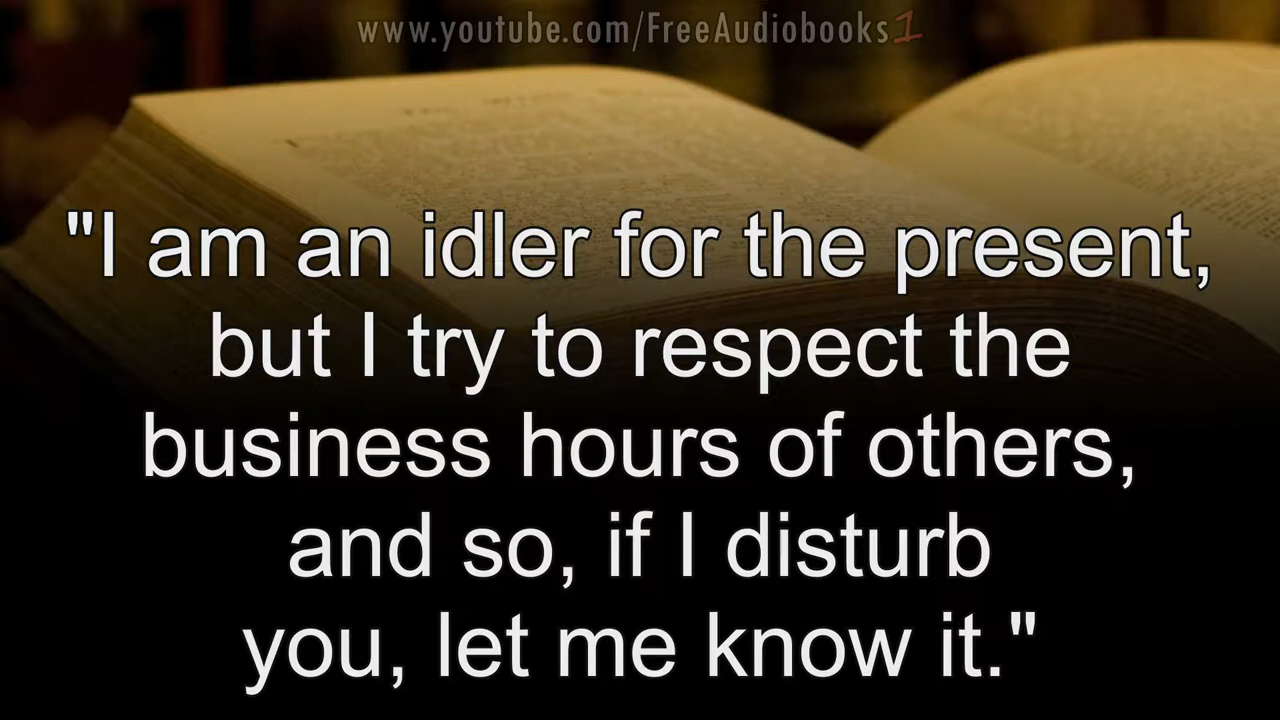 www.youtube.com/FreeAudiobooks1
"I am an idler for the present,
but I try to respect the
business hours of others,
and so, if I disturb
you, let me know it."